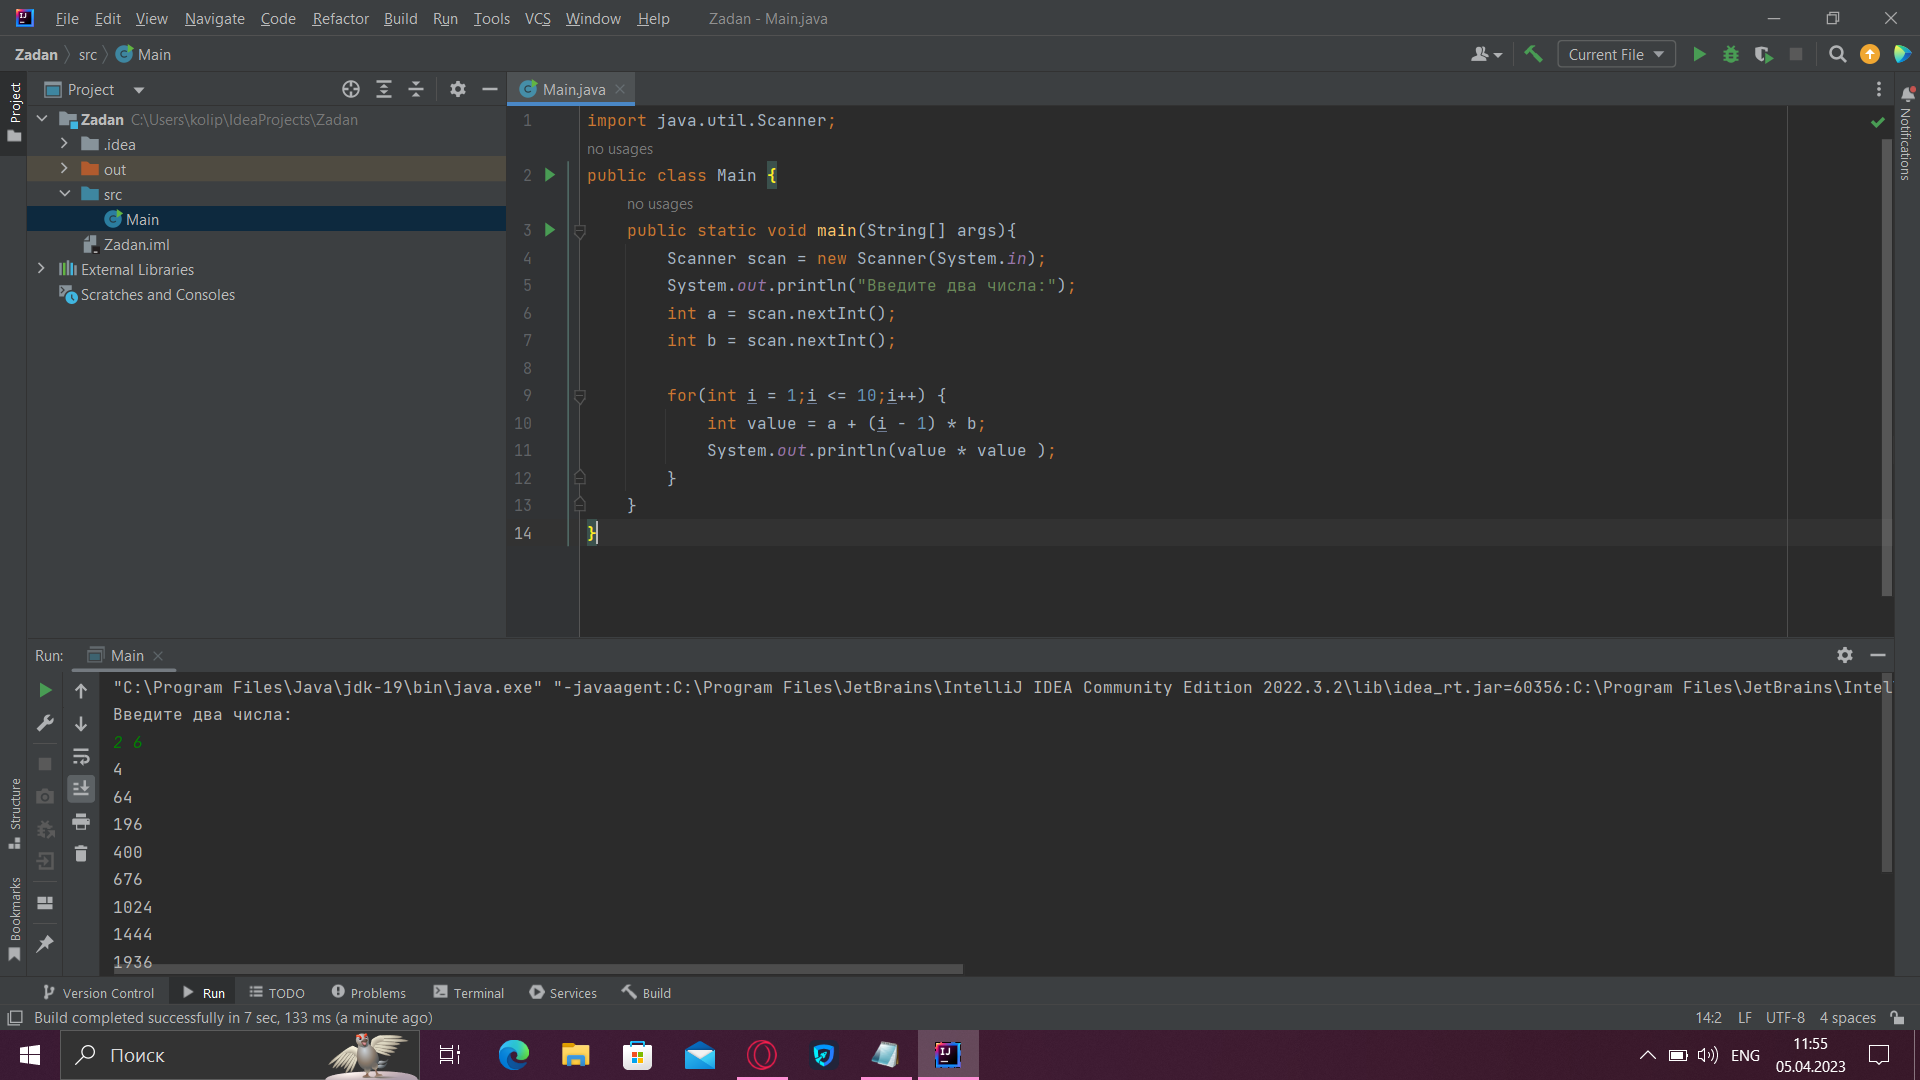 File Edit View Navigate Code Refactor Build Run Tools VCS Window Help Zadan - Main.java
Zadan src Main
Current File
Project
Main.java
Project
Notifications
Zadan C:\Users\kolip\IdeaProjects\Zadan
.idea
out
src
Main
Zadan.iml
External Libraries
Scratches and Consoles
1 import java.util.Scanner;
no usages
2 public class Main {
no usages
3 public static void main(String[] args){
4 Scanner scan = new Scanner(System.in);
5 System.out.println("Введите два числа:");
6 int a = scan.nextInt();
7 int b = scan.nextInt();
8
9 for(int i = 1;i <= 10;i++) {
10 int value = a + (i - 1) * b;
11 System.out.println(value * value );
12 }
13 }
14 }
Run: Main
"C:\Program Files\Java\jdk-19\bin\java.exe" "-javaagent:C:\Program Files\JetBrains\IntelliJ IDEA Community Edition 2022.3.2\lib\idea_rt.jar=60356:C:\Program Files\JetBrains\Intel
Введите два числа:
2 6
4
64
196
400
676
1024
1444
1936
Structure
Bookmarks
Version Control Run TODO Problems Terminal Services Build
Build completed successfully in 7 sec, 133 ms (a minute ago)
14:2 LF UTF-8 4 spaces
Поиск
IJ
ENG
11:55
05.04.2023